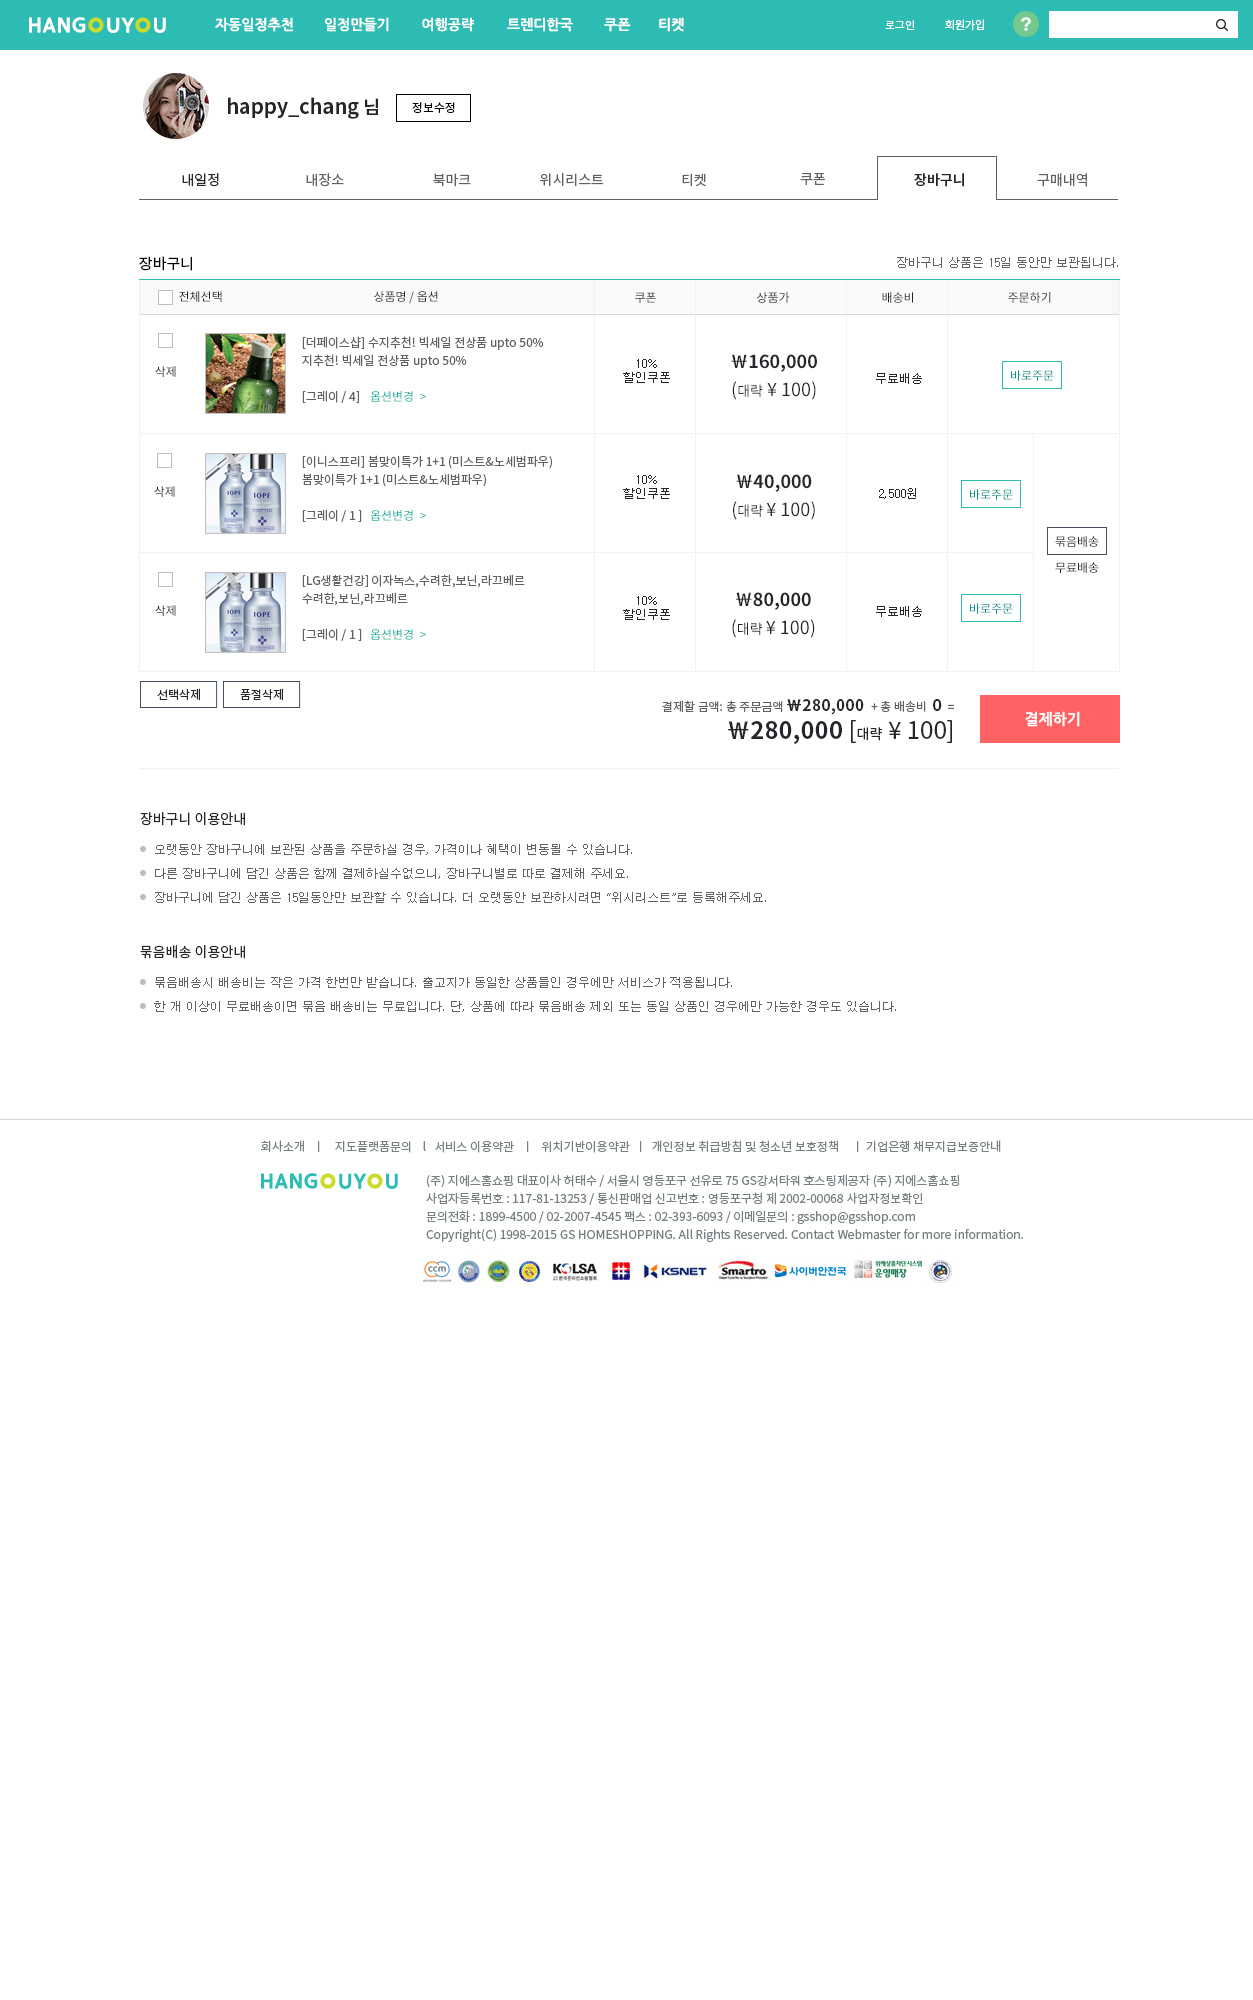 HANGOUYOU 자동일정추천 일정만들기 여행공략 트렌디한국 쿠폰 티켓 로그인 회원가입 ?
happy_chang 님 정보수정
내일정 내장소 북마크 위시리스트 티켓 쿠폰 장바구니 구매내역
장바구니 장바구니 상품은 15일 동안만 보관됩니다.
전체선택 상품명 / 옵션 쿠폰 상품가 배송비 주문하기
삭제
[더페이스샵] 수지추천! 빅세일 전상품 upto 50%
지추천! 빅세일 전상품 upto 50%
[그레이 / 4] 옵션변경 >
10%
할인쿠폰
₩160,000
(대략 ¥ 100)
무료배송
바로주문
삭제
IOPE IOPE
[이니스프리] 봄맞이특가 1+1 (미스트&노세범파우)
봄맞이특가 1+1 (미스트&노세범파우)
[그레이 / 1 ] 옵션변경 >
10%
할인쿠폰
₩40,000
(대략 ¥ 100)
2,500원
바로주문
묶음배송
무료배송
삭제
IOPE IOPE
[LG생활건강] 이자녹스,수려한,보닌,라끄베르
수려한,보닌,라끄베르
[그레이 / 1 ] 옵션변경 >
10%
할인쿠폰
₩80,000
(대략 ¥ 100)
무료배송
바로주문
선택삭제 품절삭제
결제할 금액: 총 주문금액 ₩280,000 + 총 배송비 0 =
₩280,000 [대략 ¥ 100]
결제하기
장바구니 이용안내
오랫동안 장바구니에 보관된 상품을 주문하실 경우, 가격이나 혜택이 변동될 수 있습니다.
다른 장바구니에 담긴 상품은 함께 결제하실수없으니, 장바구니별로 따로 결제해 주세요.
장바구니에 담긴 상품은 15일동안만 보관할 수 있습니다. 더 오랫동안 보관하시려면 "위시리스트"로 등록해주세요.
묶음배송 이용안내
묶음배송시 배송비는 작은 가격 한번만 받습니다. 출고지가 동일한 상품들인 경우에만 서비스가 적용됩니다.
한 개 이상이 무료배송이면 묶음 배송비는 무료입니다. 단, 상품에 따라 묶음배송 제외 또는 동일 상품인 경우에만 가능한 경우도 있습니다.
회사소개 | 지도플랫폼문의 l 서비스 이용약관 | 위치기반이용약관 | 개인정보 취급방침 및 청소년 보호정책 | 기업은행 채무지급보증안내
HANGOUYOU
(주) 지에스홈쇼핑 대표이사 허태수 / 서울시 영등포구 선유로 75 GS강서타워 호스팅제공자 (주) 지에스홈쇼핑
사업자등록번호 : 117-81-13253 / 통신판매업 신고번호 : 영등포구청 제 2002-00068 사업자정보확인
문의전화 : 1899-4500 / 02-2007-4545 팩스 : 02-393-6093 / 이메일문의 : gsshop@gsshop.com
Copyright(C) 1998-2015 GS HOMESHOPPING. All Rights Reserved. Contact Webmaster for more information.
ccm KOLSA 한국온라인쇼핑협회 KSNET Smartro 사이버안전국 위해상품차단 시스템 운영매장